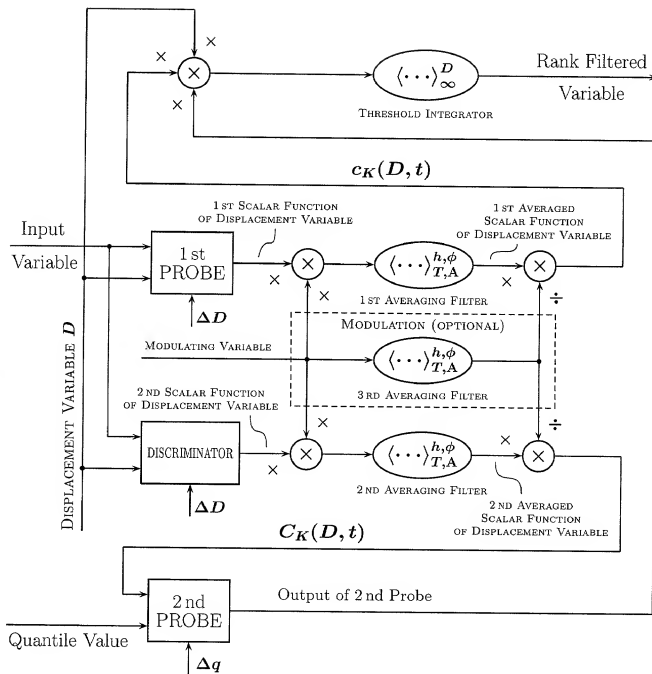 × × × ×
⟨···⟩ D ∞
Rank Filtered
Variable
THRESHOLD INTEGRATOR
c_K(D, t)
Input
Variable
1st
PROBE
ΔD
1ST SCALAR FUNCTION
OF DISPLACEMENT VARIABLE
× × ×
⟨···⟩ h,ϕ T,A
1ST AVERAGING FILTER
1ST AVERAGED
SCALAR FUNCTION
OF DISPLACEMENT VARIABLE
× × ÷
MODULATION (OPTIONAL)
MODULATING VARIABLE
⟨···⟩ h,ϕ T,A
3RD AVERAGING FILTER
DISPLACEMENT VARIABLE D
2ND SCALAR FUNCTION
OF DISPLACEMENT VARIABLE
DISCRIMINATOR
ΔD
× × ×
⟨···⟩ h,ϕ T,A
2ND AVERAGING FILTER
÷ × ×
2ND AVERAGED
SCALAR FUNCTION
OF DISPLACEMENT VARIABLE
C_K(D, t)
2nd
PROBE
Output of 2nd Probe
Quantile Value
Δq